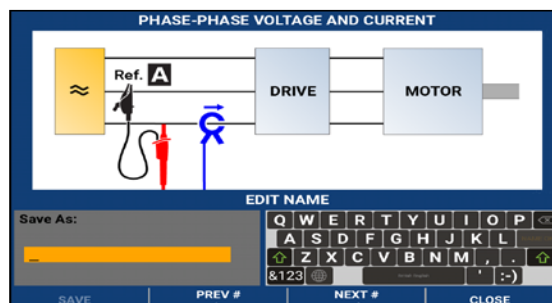 PHASE-PHASE VOLTAGE AND CURRENT
Ref. A
≈
DRIVE
MOTOR
EDIT NAME
Save As:
_
Q W E R T Y U I O P
A S D F G H J K L
Z X C V B N M , .
&123 ' :-)
SAVE PREV # NEXT # CLOSE